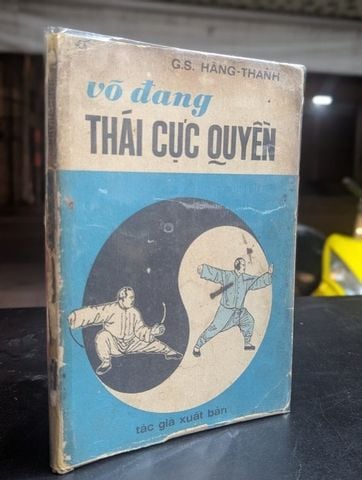 G.S. HÀNG-THANH
võ đang
THÁI CỰC QUYỀN
tác giả xuất bản